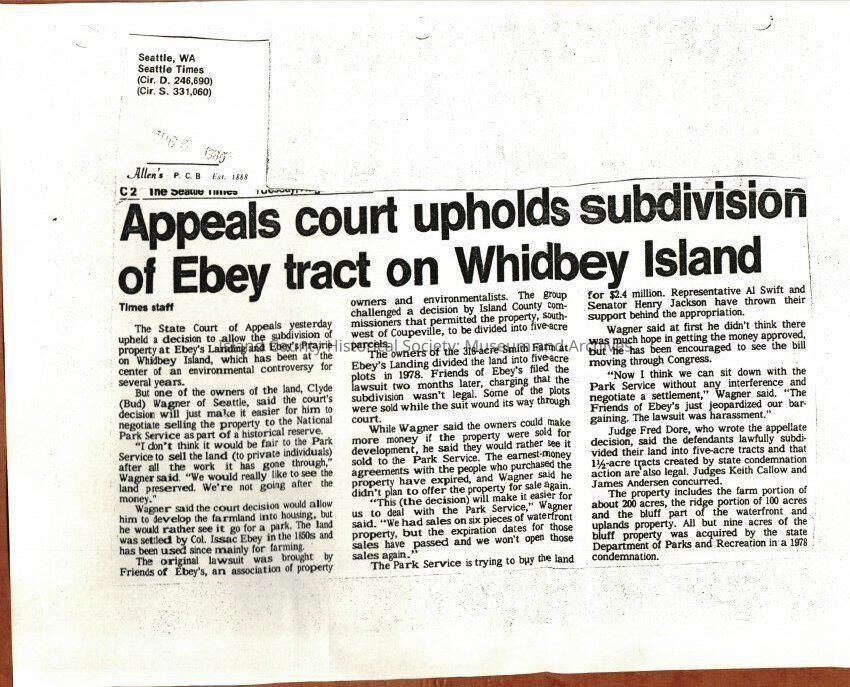 Seattle, WA
Seattle Times
(Cir. D. 246,690)
(Cir. S. 331,060)
AUG 5 1980
Allen's P. C. B Est. 1888
C 2 The Seattle Times Tuesday,
Appeals court upholds subdivision
of Ebey tract on Whidbey Island
Times staff
The State Court of Appeals yesterday
upheld a decision to allow the subdivision of
property at Ebey's Landing and Ebey's Prairie
on Whidbey Island, which has been at the
center of an environmental controversy for
several years.
But one of the owners of the land, Clyde
(Bud) Wagner of Seattle, said the court's
decision will just make it easier for him to
negotiate selling the property to the National
Park Service as part of a historical reserve.
"I don't think it would be fair to the Park
Service to sell the land (to private individuals)
after all the work it has gone through,"
Wagner said. "We would really like to see the
land preserved. We're not going after the
money."
Wagner said the court decision would allow
him to develop the farmland into housing, but
he would rather see it go for a park. The land
was settled by Col. Issac Ebey in the 1850s and
has been used since mainly for farming.
The original lawsuit was brought by
Friends of Ebey's, an association of property
owners and environmentalists. The group
challenged a decision by Island County com-
missioners that permitted the property, south-
west of Coupeville, to be divided into five-acre
parcels.
The owners of the 318-acre Smith Farm at
Ebey's Landing divided the land into five-acre
plots in 1978. Friends of Ebey's filed the
lawsuit two months later, charging that the
subdivision wasn't legal. Some of the plots
were sold while the suit wound its way through
court.
While Wagner said the owners could make
more money if the property were sold for
development, he said they would rather see it
sold to the Park Service. The earnest-money
agreements with the people who purchased the
property have expired, and Wagner said he
didn't plan to offer the property for sale again.
"This (the decision) will make it easier for
us to deal with the Park Service," Wagner
said. "We had sales on six pieces of waterfront
property, but the expiration dates for those
sales have passed and we won't open those
sales again."
The Park Service is trying to buy the land
for $2.4 million. Representative Al Swift and
Senator Henry Jackson have thrown their
support behind the appropriation.
Wagner said at first he didn't think there
was much hope in getting the money approved,
but he has been encouraged to see the bill
moving through Congress.
"Now I think we can sit down with the
Park Service without any interference and
negotiate a settlement," Wagner said. "The
Friends of Ebey's just jeopardized our bar-
gaining. The lawsuit was harassment."
Judge Fred Dore, who wrote the appellate
decision, said the defendants lawfully subdi-
vided their land into five-acre tracts and that
1½-acre tracts created by state condemnation
action are also legal. Judges Keith Callow and
James Andersen concurred.
The property includes the farm portion of
about 200 acres, the ridge portion of 100 acres
and the bluff part of the waterfront and
uplands property. All but nine acres of the
bluff property was acquired by the state
Department of Parks and Recreation in a 1978
condemnation.
Historical Society: Museum and Archives